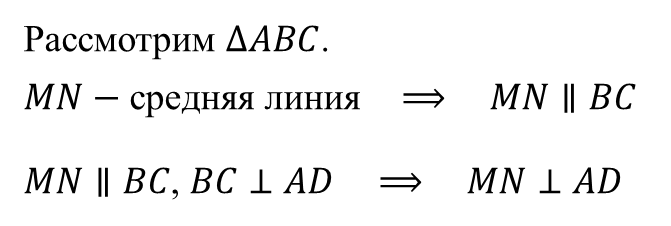 Рассмотрим ΔABC.
MN − средняя линия ⟹ MN ∥ BC
MN ∥ BC, BC ⊥ AD ⟹ MN ⊥ AD